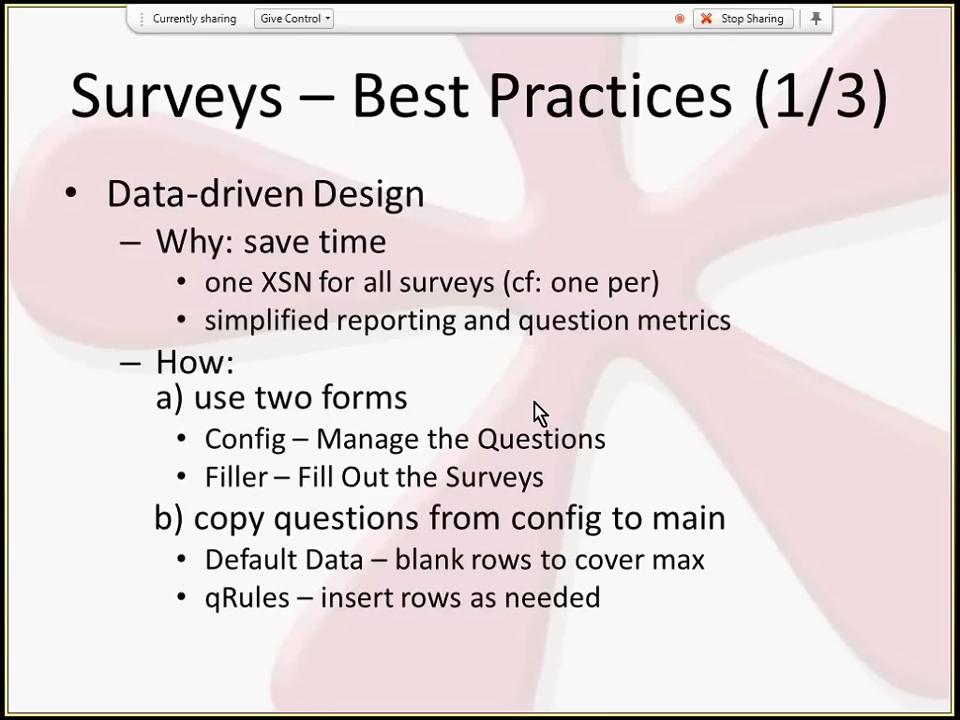 Currently sharing Give Control Stop Sharing
Surveys – Best Practices (1/3)
• Data-driven Design
– Why: save time
• one XSN for all surveys (cf: one per)
• simplified reporting and question metrics
– How:
a) use two forms
• Config – Manage the Questions
• Filler – Fill Out the Surveys
b) copy questions from config to main
• Default Data – blank rows to cover max
• qRules – insert rows as needed